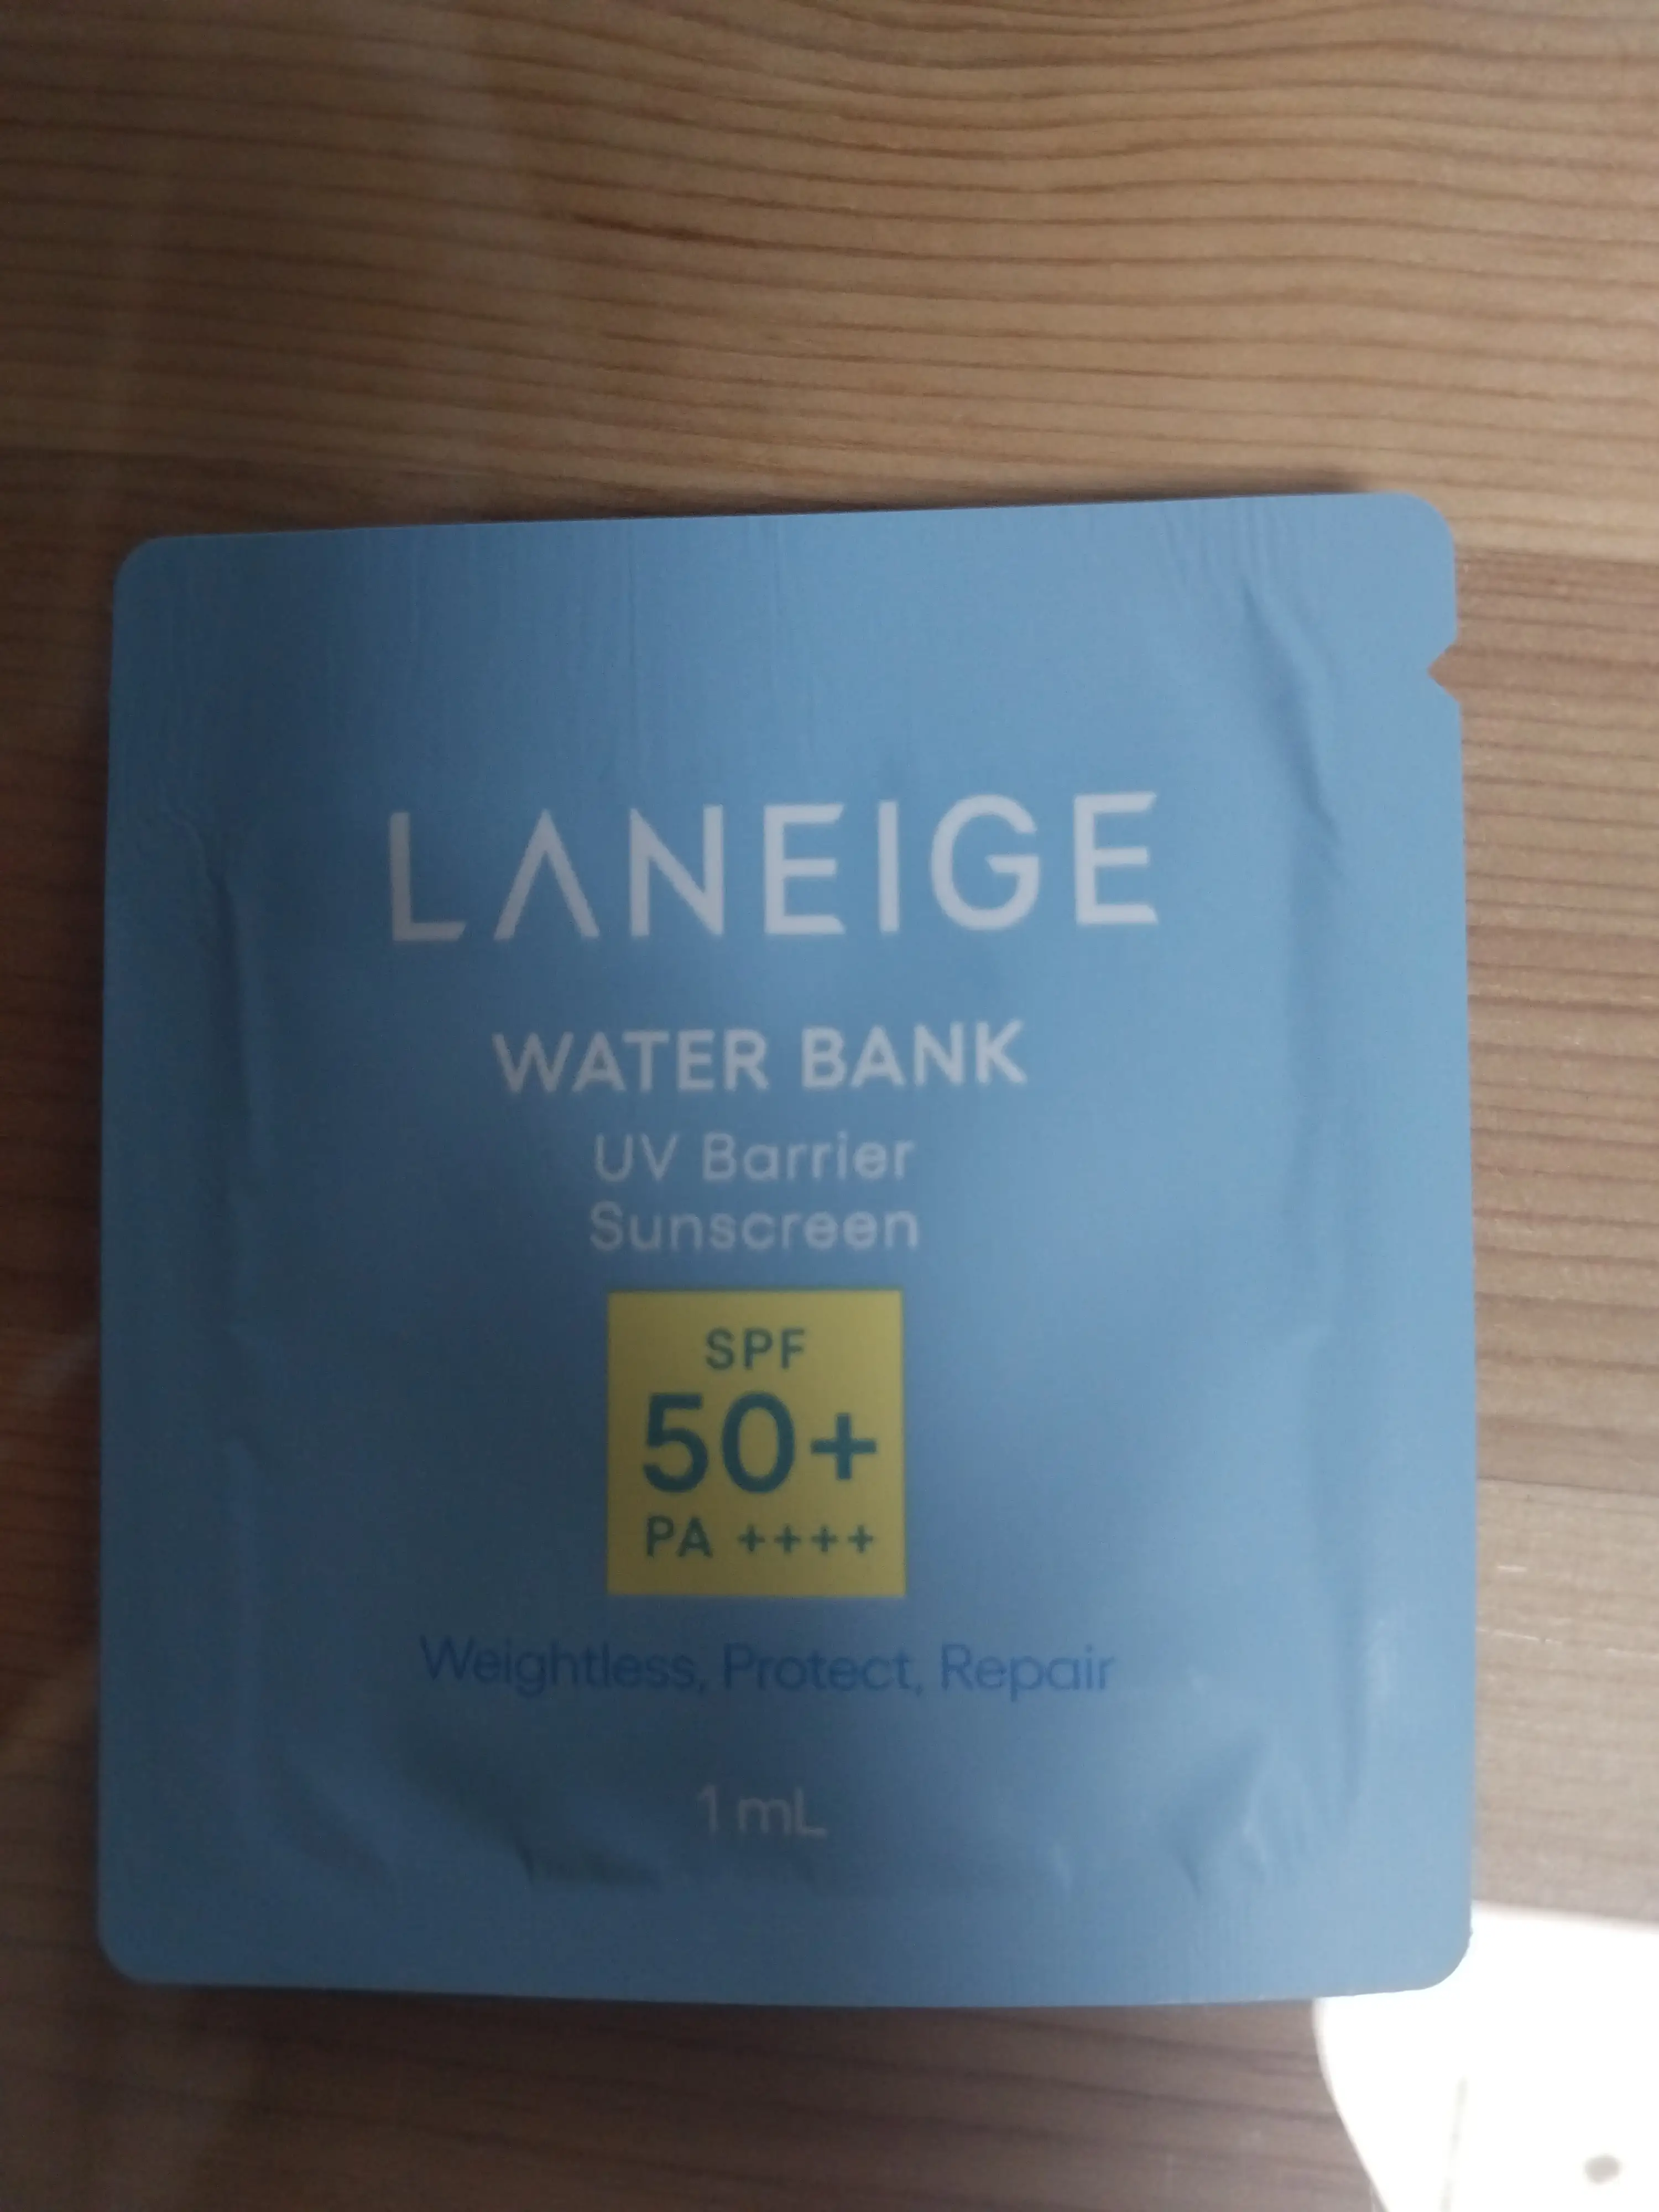 LANEIGE
WATER BANK
UV Barrier
Sunscreen
SPF
50+
PA ++++
Weightless, Protect, Repair
1 mL